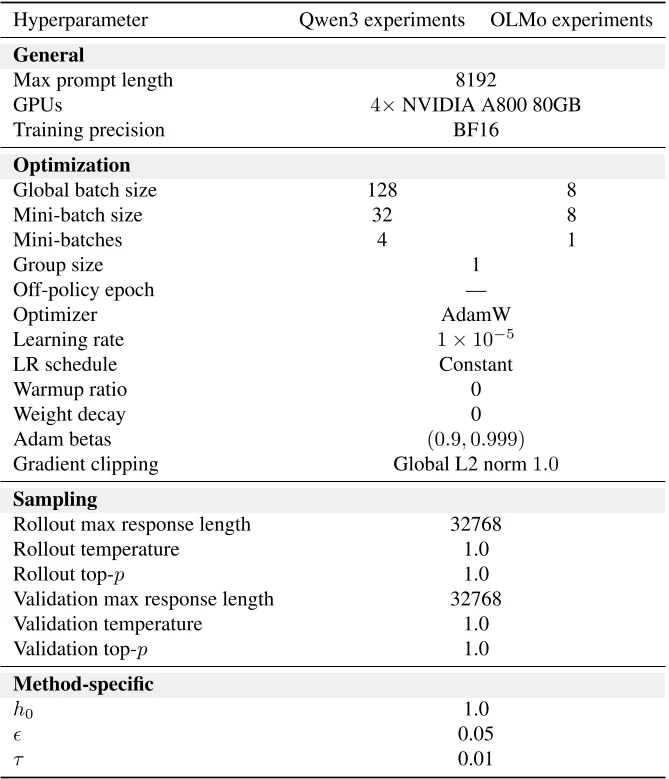 Hyperparameter Qwen3 experiments OLMo experiments
General
Max prompt length 8192
GPUs 4× NVIDIA A800 80GB
Training precision BF16
Optimization
Global batch size 128 8
Mini-batch size 32 8
Mini-batches 4 1
Group size 1
Off-policy epoch —
Optimizer AdamW
Learning rate 1 × 10⁻⁵
LR schedule Constant
Warmup ratio 0
Weight decay 0
Adam betas (0.9, 0.999)
Gradient clipping Global L2 norm 1.0
Sampling
Rollout max response length 32768
Rollout temperature 1.0
Rollout top-p 1.0
Validation max response length 32768
Validation temperature 1.0
Validation top-p 1.0
Method-specific
h₀ 1.0
ϵ 0.05
τ 0.01